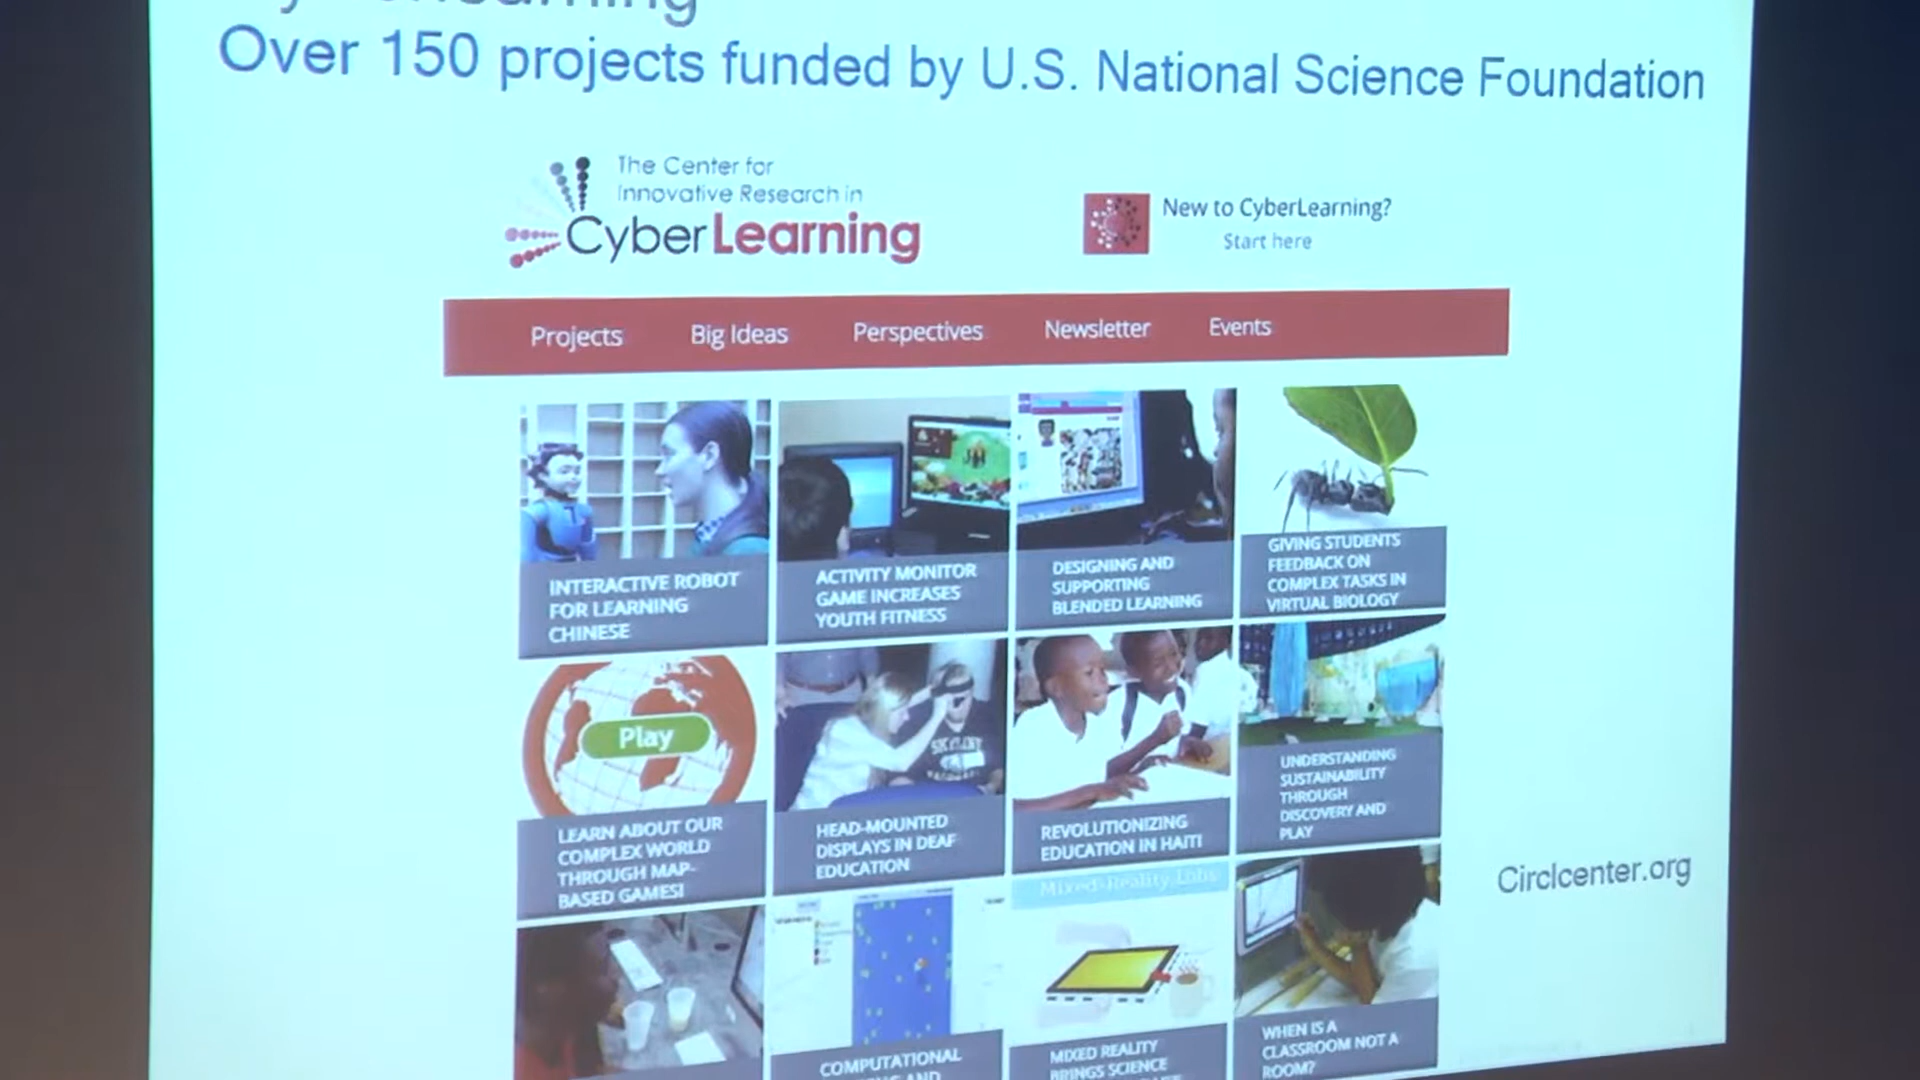 Over 150 projects funded by U.S. National Science Foundation
The Center for
Innovative Research in
CyberLearning
New to CyberLearning?
Start here
Projects Big Ideas Perspectives Newsletter Events
INTERACTIVE ROBOT
FOR LEARNING
CHINESE
ACTIVITY MONITOR
GAME INCREASES
YOUTH FITNESS
DESIGNING AND
SUPPORTING
BLENDED LEARNING
GIVING STUDENTS
FEEDBACK ON
COMPLEX TASKS IN
VIRTUAL BIOLOGY
Play
LEARN ABOUT OUR
COMPLEX WORLD
THROUGH MAP-
BASED GAMES!
HEAD-MOUNTED
DISPLAYS IN DEAF
EDUCATION
REVOLUTIONIZING
EDUCATION IN HAITI
UNDERSTANDING
SUSTAINABILITY
THROUGH
DISCOVERY AND
PLAY
Circlcenter.org
COMPUTATIONAL
AND
Mixed-Reality Labs
MIXED REALITY
BRINGS SCIENCE
WHEN IS A
CLASSROOM NOT A
ROOM?